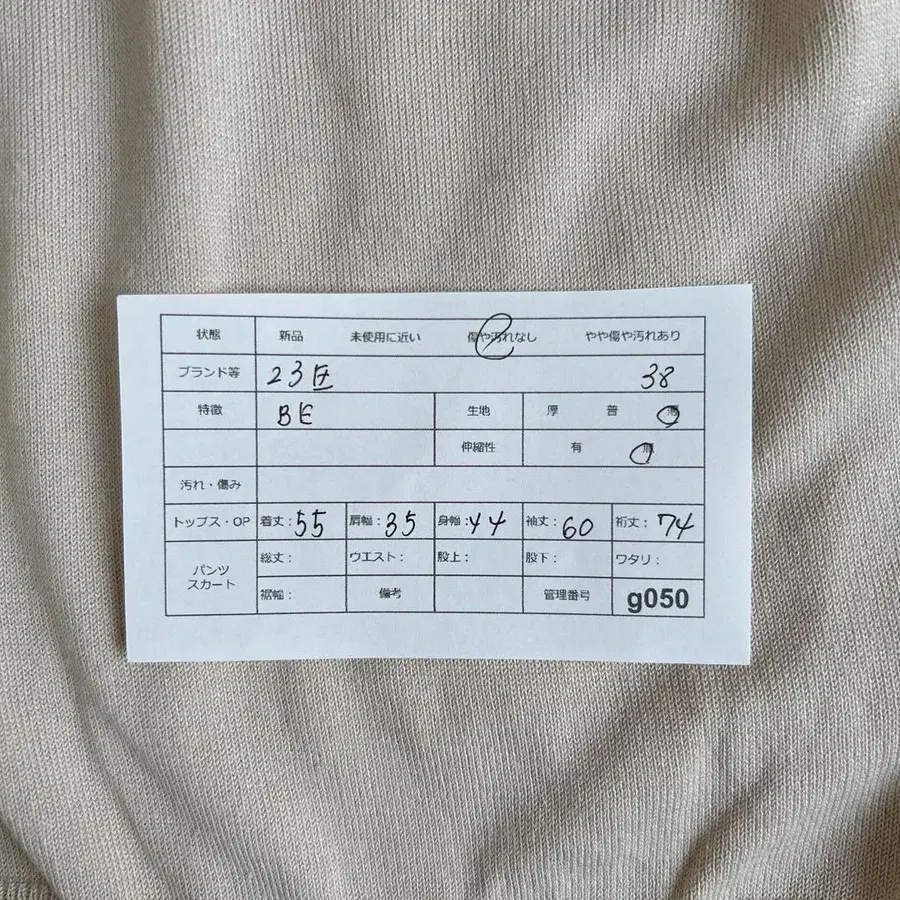 状態 新品 未使用に近い 傷や汚れなし やや傷や汚れあり
ブランド等 23区 38
特徴 BE 生地 厚 普 薄
伸縮性 有 無
汚れ・傷み
トップス・OP 着丈:55 肩幅:35 身幅:44 袖丈:60 裄丈:74
パンツ スカート 総丈: ウエスト: 股上: 股下: ワタリ:
裾幅: 備考 管理番号 g050